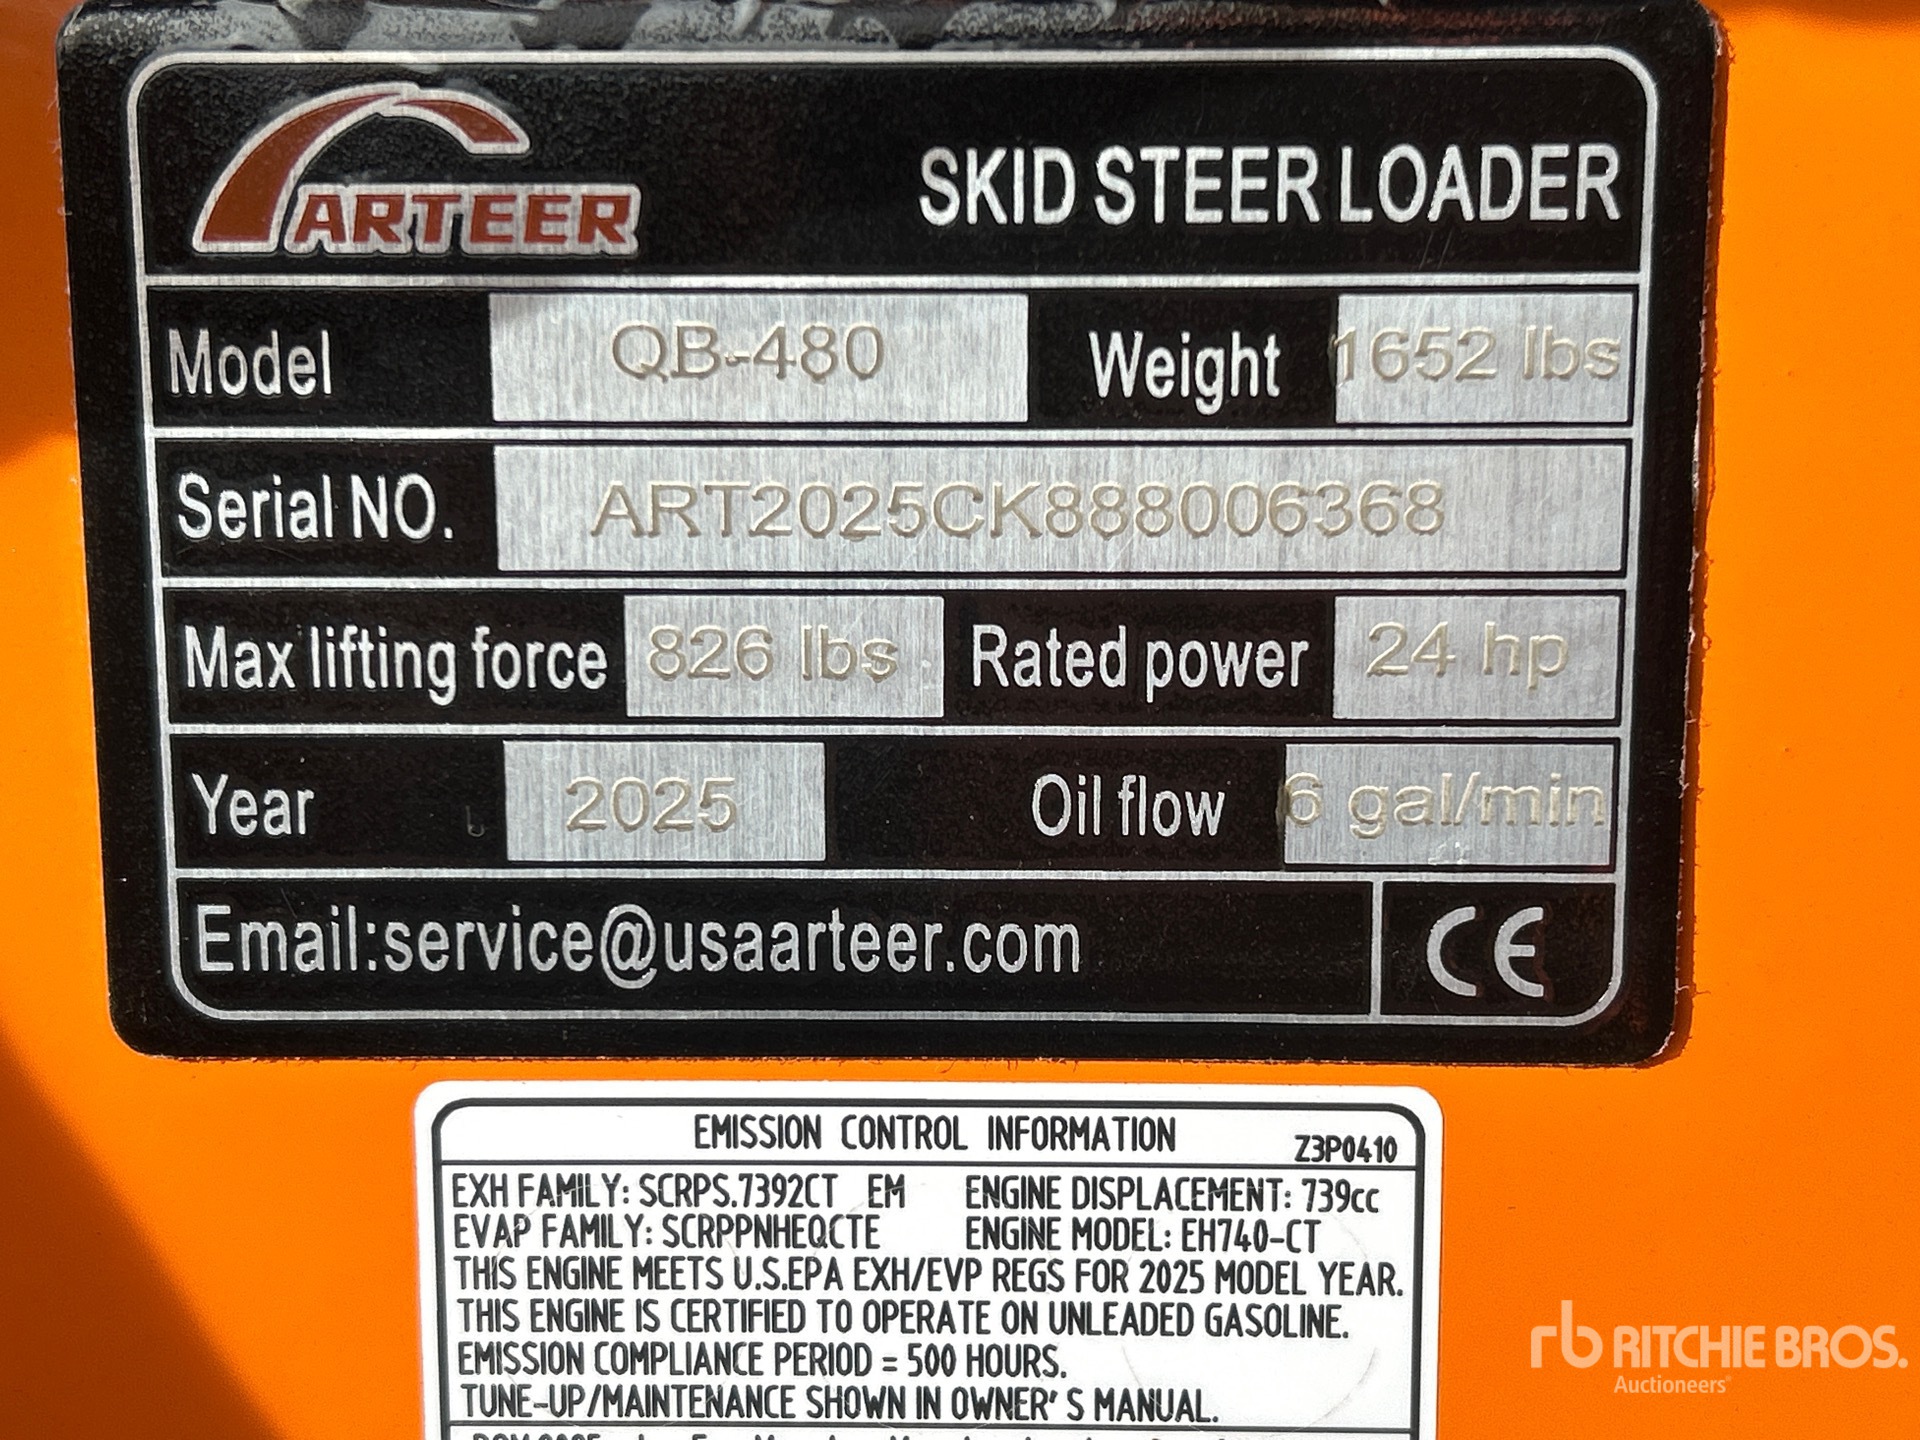 ARTEER
SKID STEER LOADER
Model QB-480 Weight 1652 lbs
Serial NO. ART2025CK888006368
Max lifting force 826 lbs Rated power 24 hp
Year 2025 Oil flow 6 gal/min
Email:service@usaarteer.com CE
EMISSION CONTROL INFORMATION Z3P0410
EXH FAMILY: SCRPS.7392CT EM ENGINE DISPLACEMENT: 739cc
EVAP FAMILY: SCRPPNHEQCTE ENGINE MODEL: EH740-CT
THIS ENGINE MEETS U.S.EPA EXH/EVP REGS FOR 2025 MODEL YEAR.
THIS ENGINE IS CERTIFIED TO OPERATE ON UNLEADED GASOLINE.
EMISSION COMPLIANCE PERIOD = 500 HOURS.
TUNE-UP/MAINTENANCE SHOWN IN OWNER' S MANUAL.
rb RITCHIE BROS.
Auctioneers